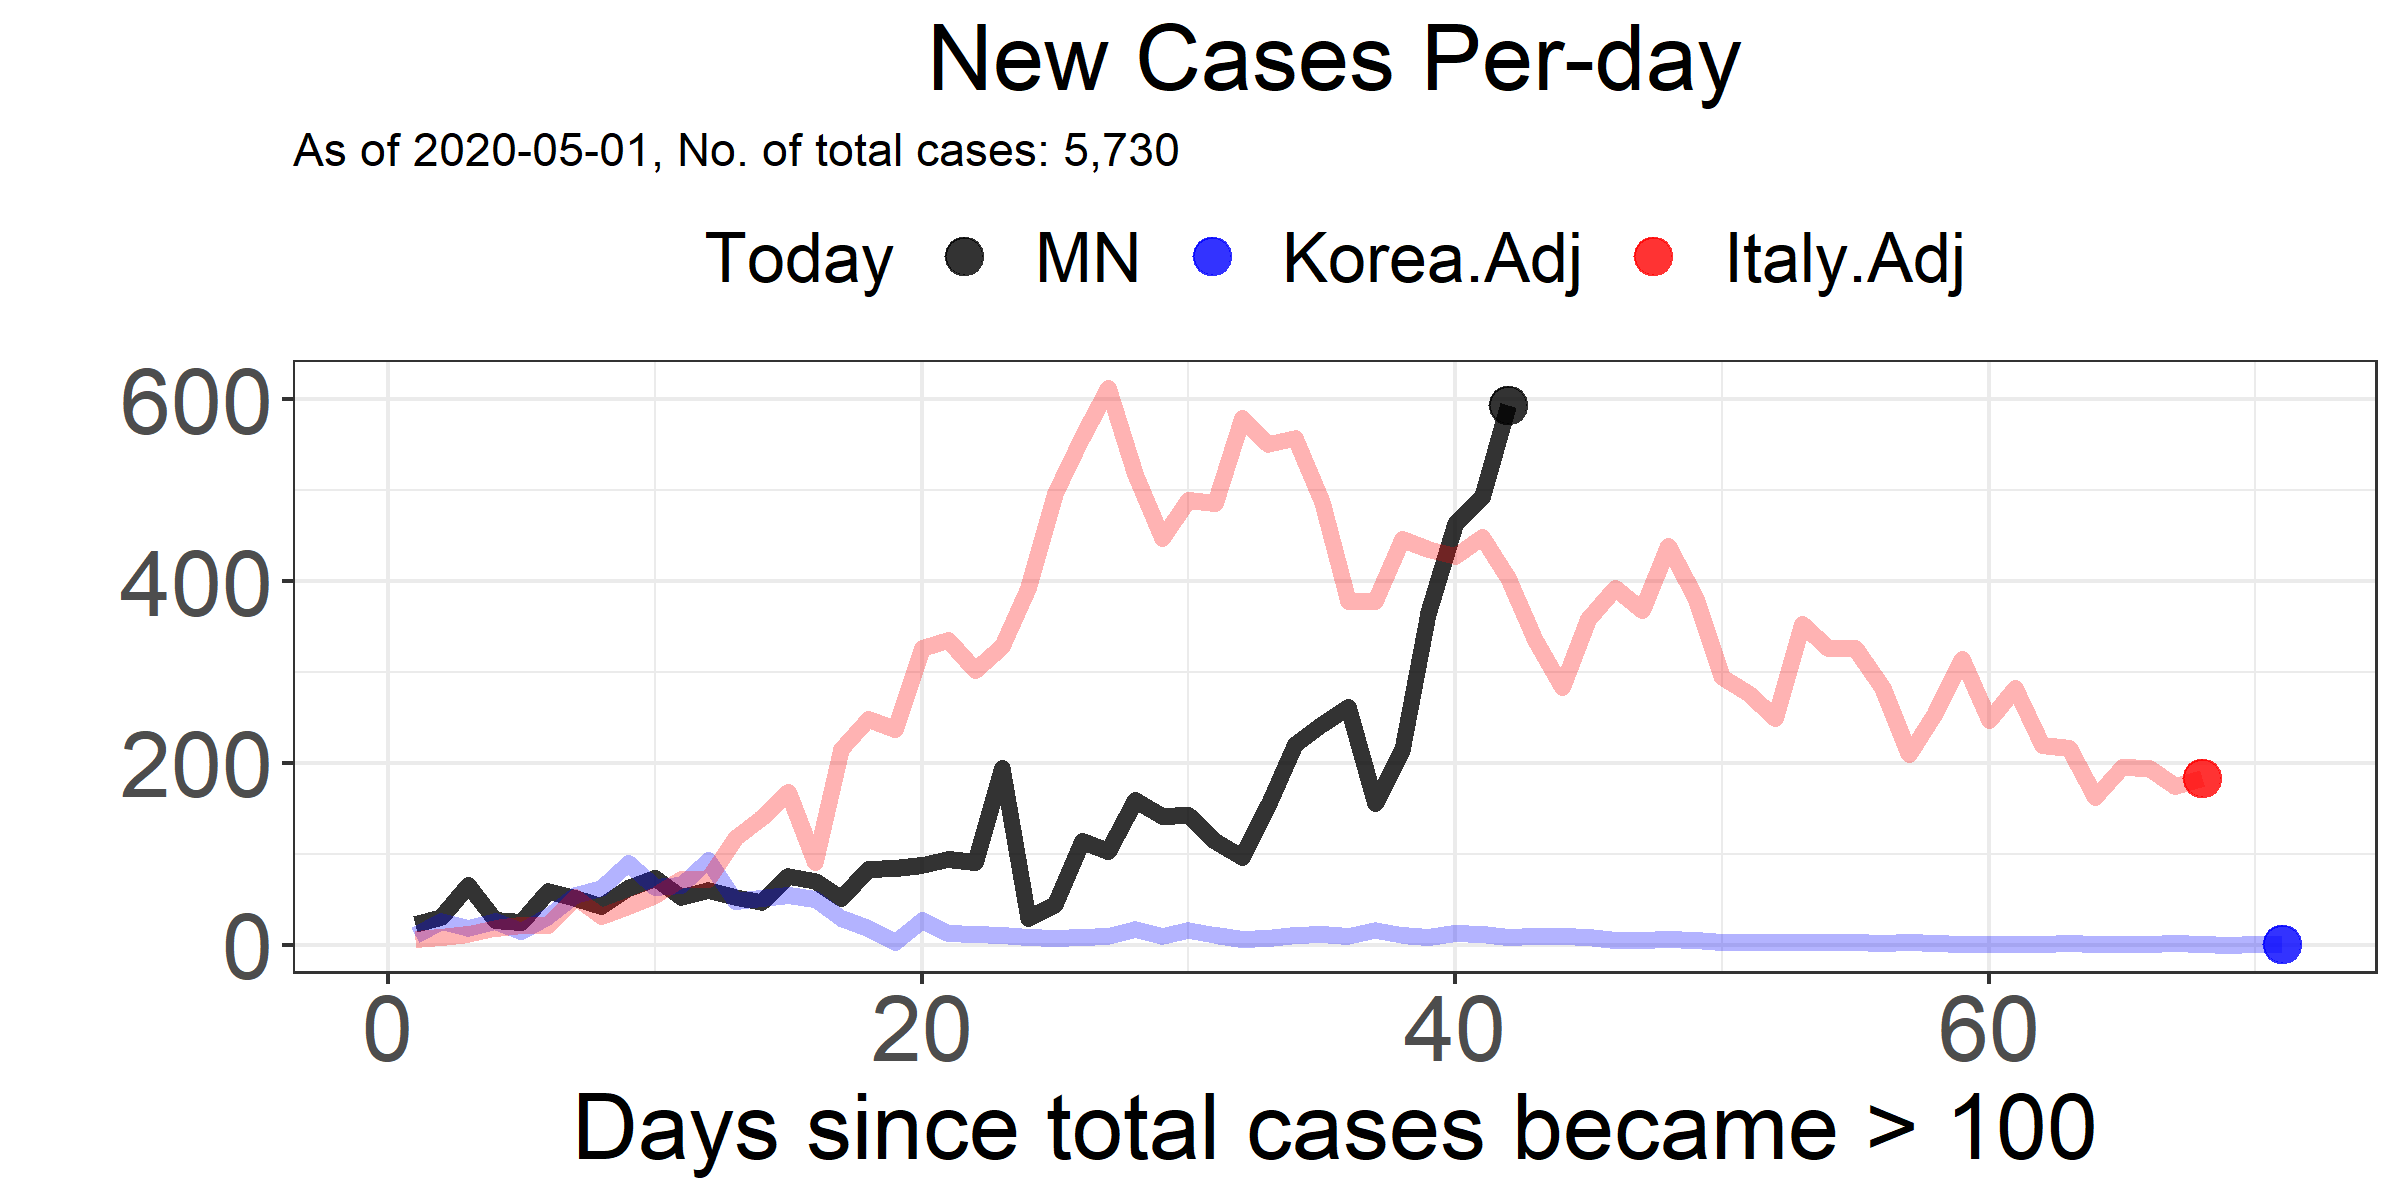 New Cases Per-day
As of 2020-05-01, No. of total cases: 5,730
Today MN Korea.Adj Italy.Adj
600
400
200
0
0 20 40 60
Days since total cases became > 100